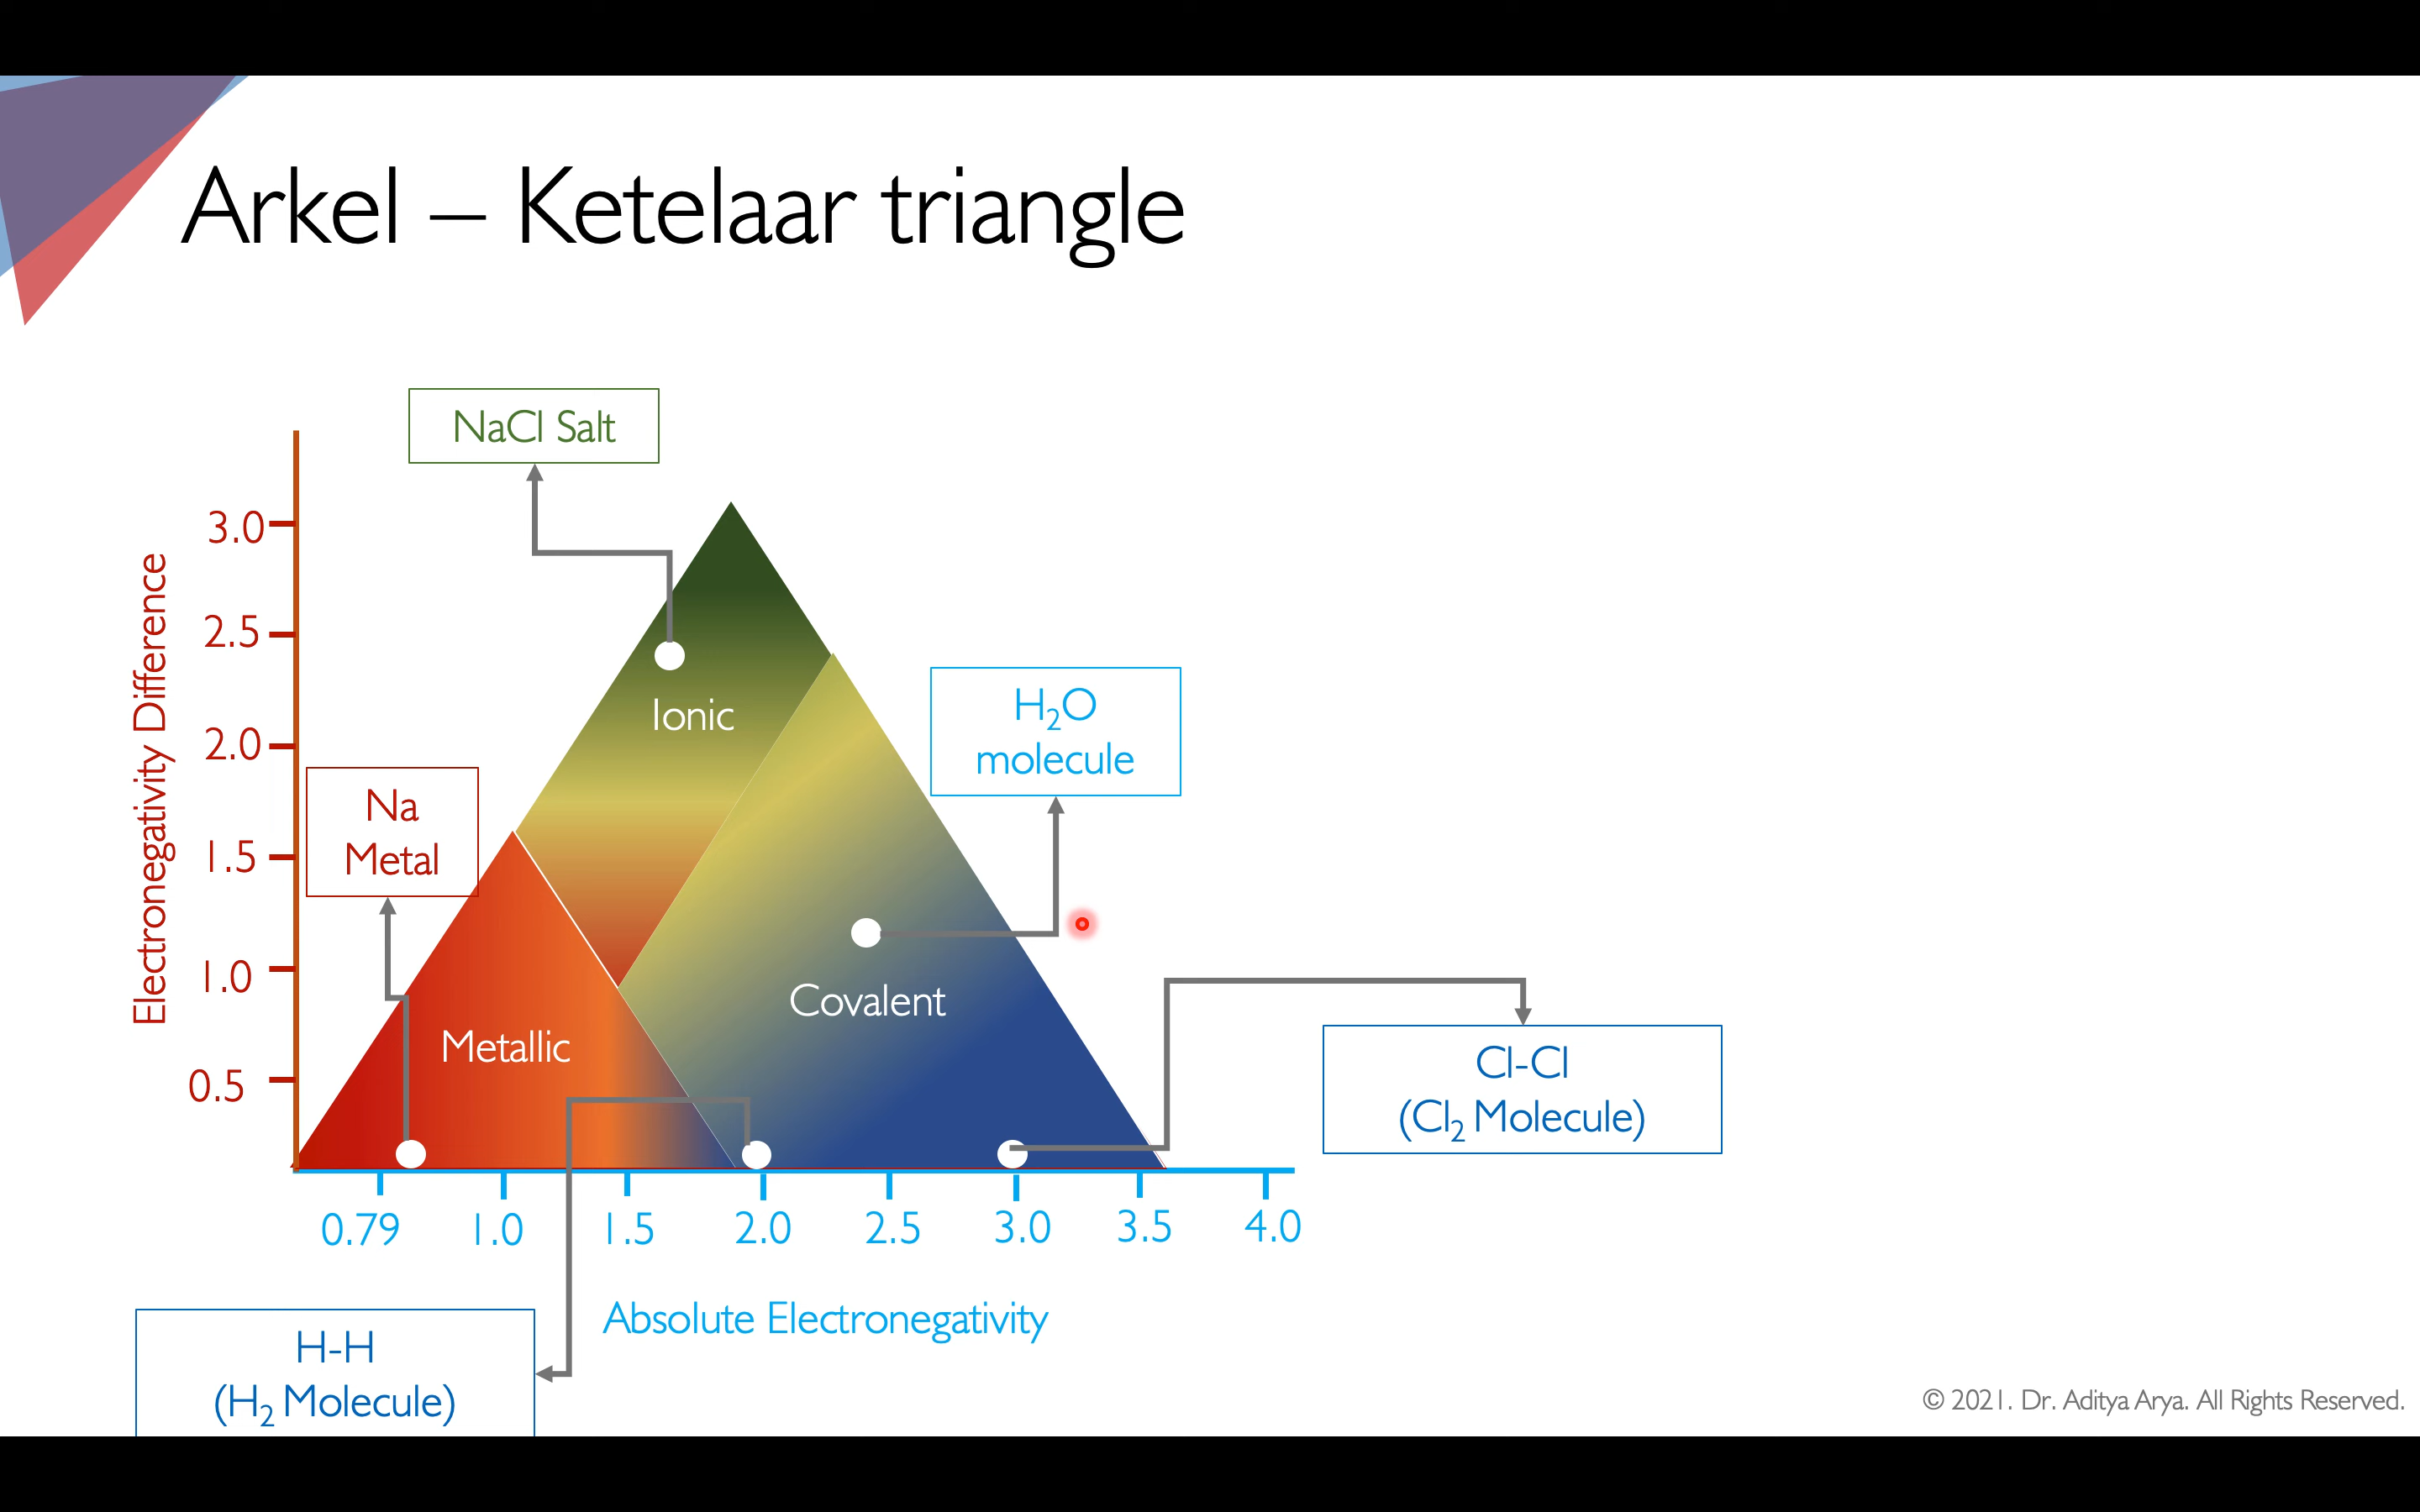 Arkel – Ketelaar triangle
NaCl Salt
3.0
2.5
2.0
1.5
1.0
0.5
Electronegativity Difference
Na
Metal
Ionic
H₂O
molecule
Metallic
Covalent
Cl-Cl
(Cl₂ Molecule)
0.79 1.0 1.5 2.0 2.5 3.0 3.5 4.0
Absolute Electronegativity
H-H
(H₂ Molecule)
© 2021. Dr. Aditya Arya. All Rights Reserved.